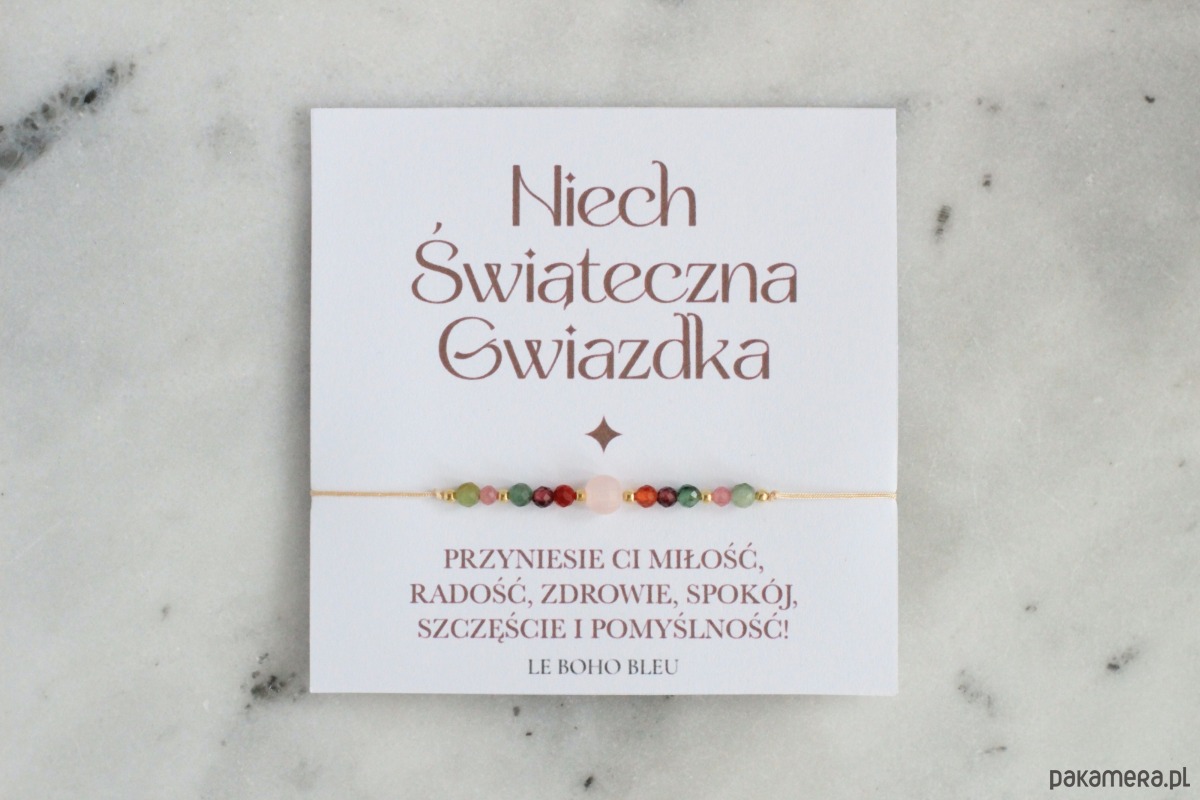 Niech
Świąteczna
Gwiazdka
PRZYNIESIE CI MIŁOŚĆ,
RADOŚĆ, ZDROWIE, SPOKÓJ,
SZCZĘŚCIE I POMYŚLNOŚĆ!
LE BOHO BLEU
pakamera.pl